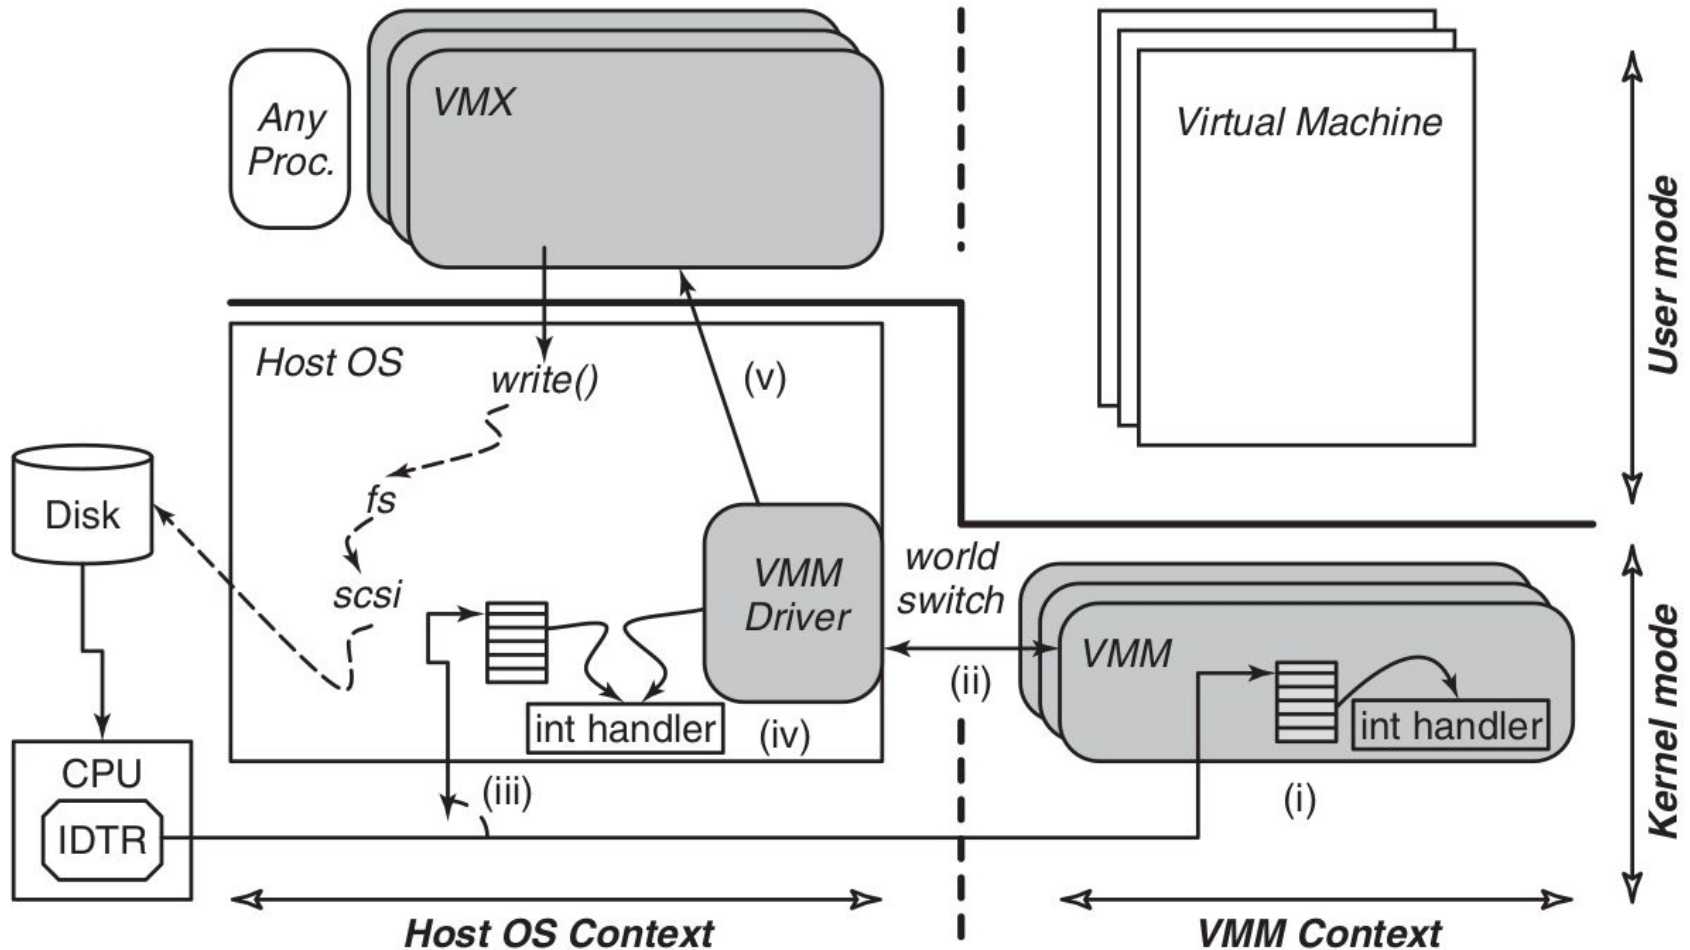 Any
Proc.
VMX
Virtual Machine
User mode
Host OS
write()
(v)
fs
Disk
scsi
VMM
Driver
world
switch
(ii)
VMM
int handler
(iv)
int handler
(i)
Kernel mode
CPU
(iii)
IDTR
Host OS Context
VMM Context